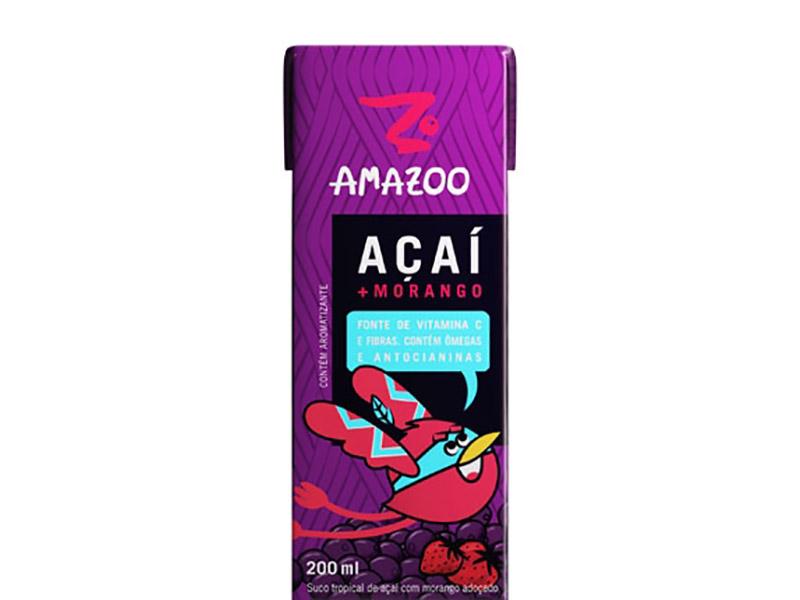 AMAZOO
AÇAÍ
+MORANGO
FONTE DE VITAMINA C
E FIBRAS. CONTÉM ÔMEGAS
E ANTOCIANINAS
CONTÉM AROMATIZANTE
200 ml
Suco tropical de açaí com morango adoçado